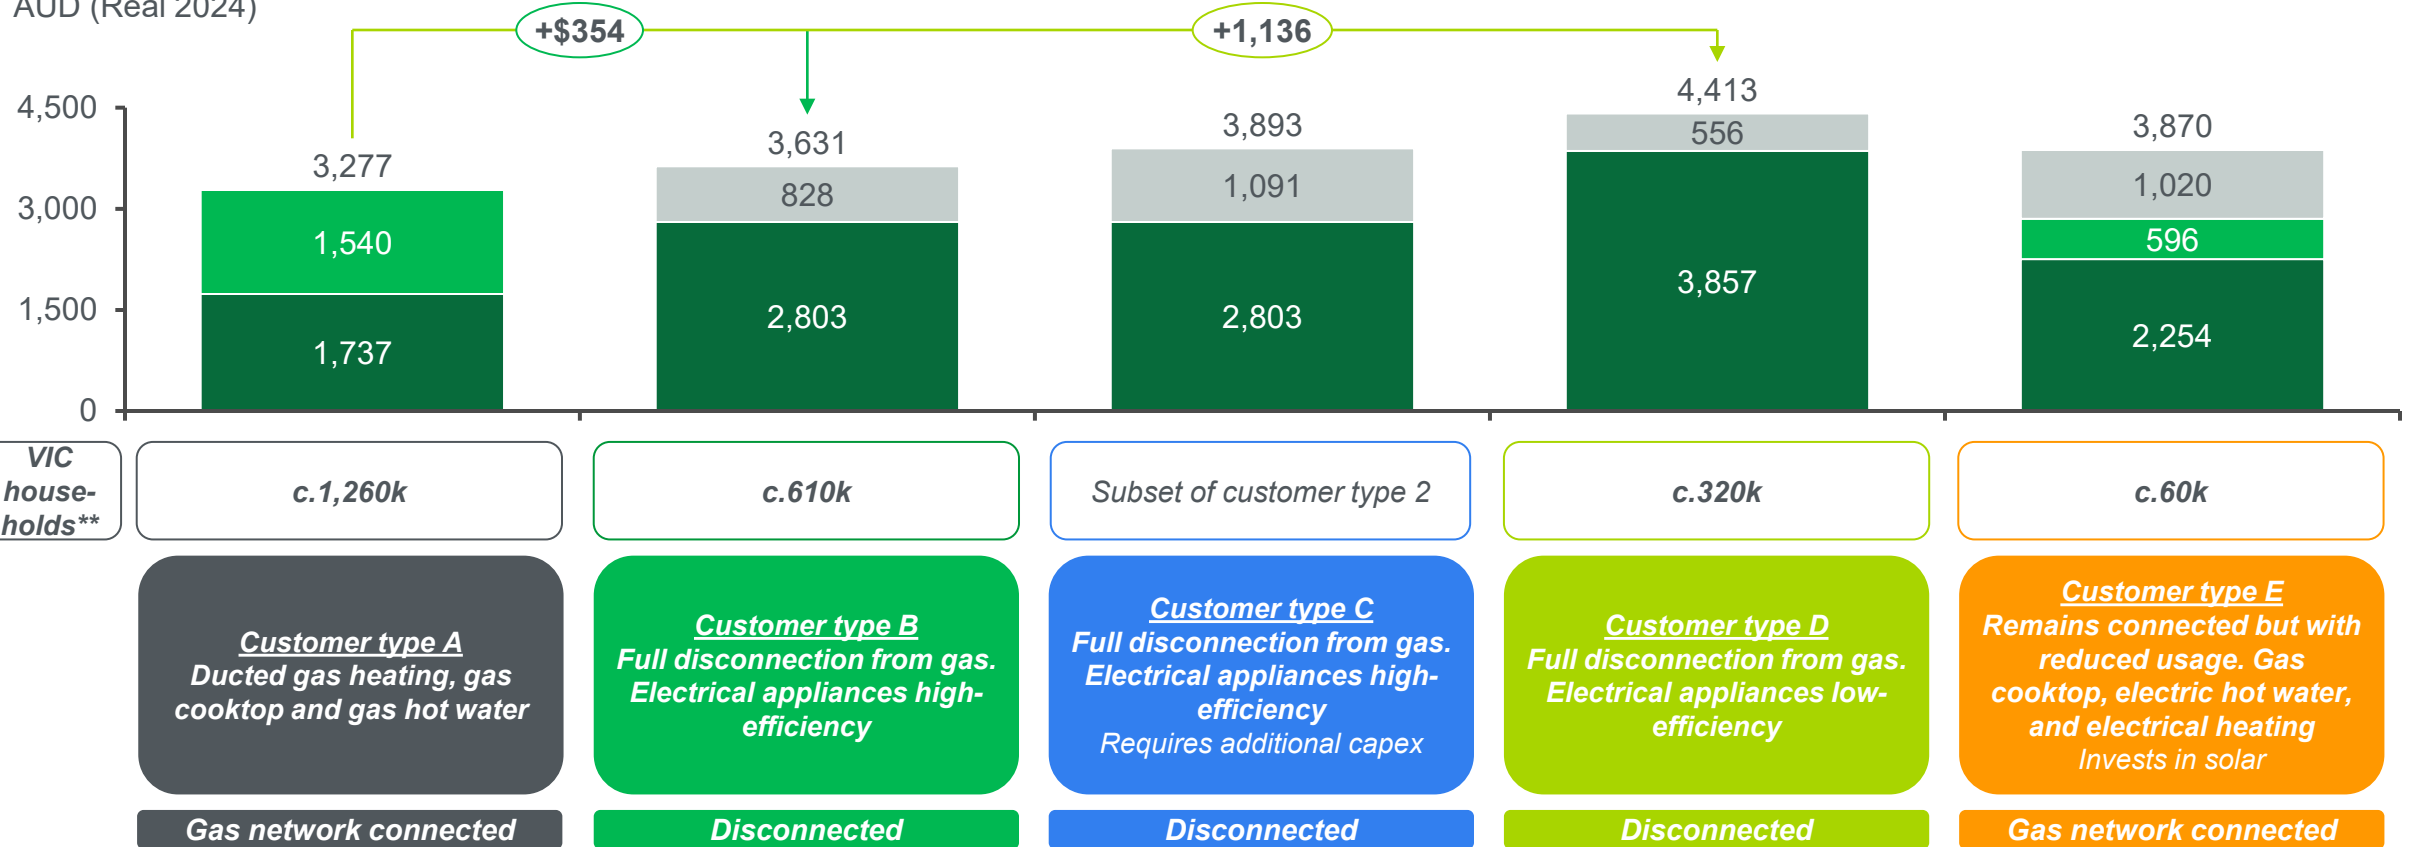 AUD (Real 2024)
+$354
+1,136
4,500
3,000
1,500
0
3,277
1,540
1,737
3,631
828
2,803
3,893
1,091
2,803
4,413
556
3,857
3,870
1,020
596
2,254
VIC
house-
holds**
c.1,260k
c.610k
Subset of customer type 2
c.320k
c.60k
Customer type A
Ducted gas heating, gas
cooktop and gas hot water
Customer type B
Full disconnection from gas.
Electrical appliances high-
efficiency
Customer type C
Full disconnection from gas.
Electrical appliances high-
efficiency
Requires additional capex
Customer type D
Full disconnection from gas.
Electrical appliances low-
efficiency
Customer type E
Remains connected but with
reduced usage. Gas
cooktop, electric hot water,
and electrical heating
Invests in solar
Gas network connected
Disconnected
Disconnected
Disconnected
Gas network connected